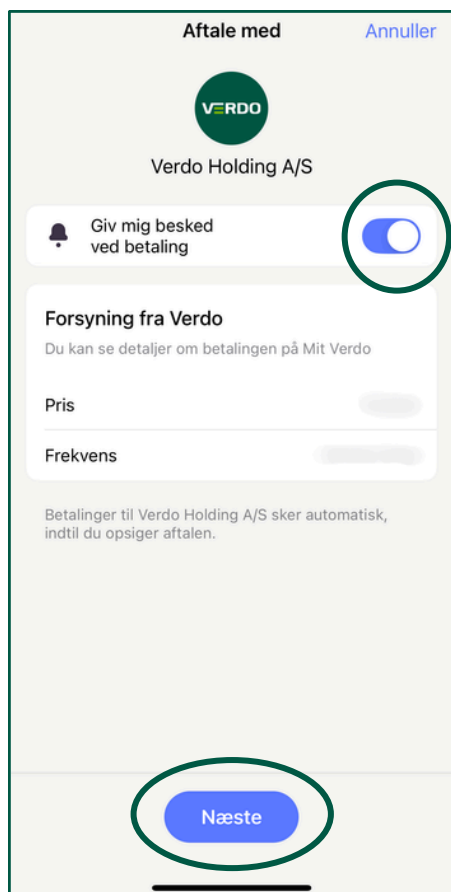 Aftale med
Annuller
VERDO
Verdo Holding A/S
Giv mig besked
ved betaling
Forsyning fra Verdo
Du kan se detaljer om betalingen på Mit Verdo
Pris
Frekvens
Betalinger til Verdo Holding A/S sker automatisk,
indtil du opsiger aftalen.
Næste